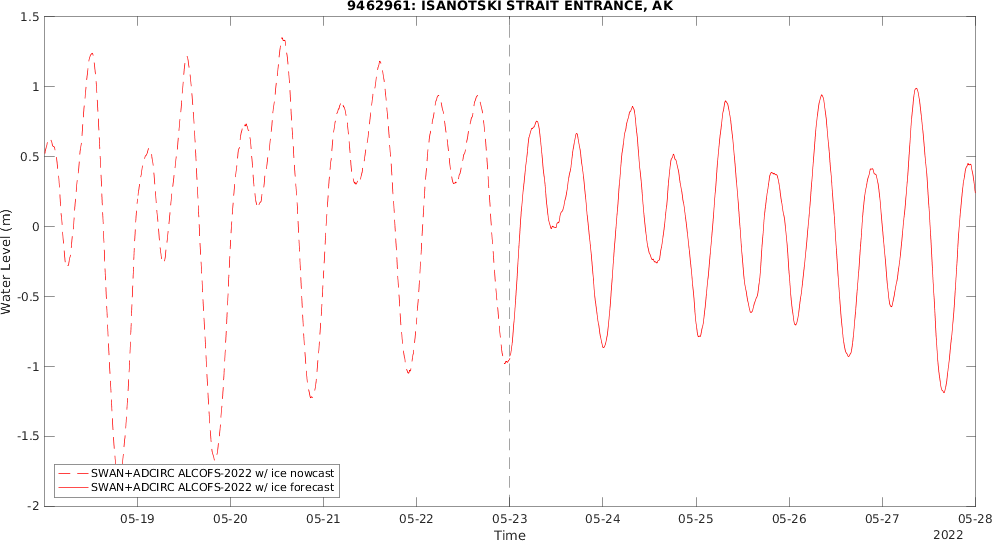 9462961: ISANOTSKI STRAIT ENTRANCE, AK
1.5
1
0.5
0
-0.5
-1
-1.5
-2
Water Level (m)
SWAN+ADCIRC ALCOFS-2022 w/ ice nowcast
SWAN+ADCIRC ALCOFS-2022 w/ ice forecast
05-19 05-20 05-21 05-22 05-23 05-24 05-25 05-26 05-27 05-28
Time
2022